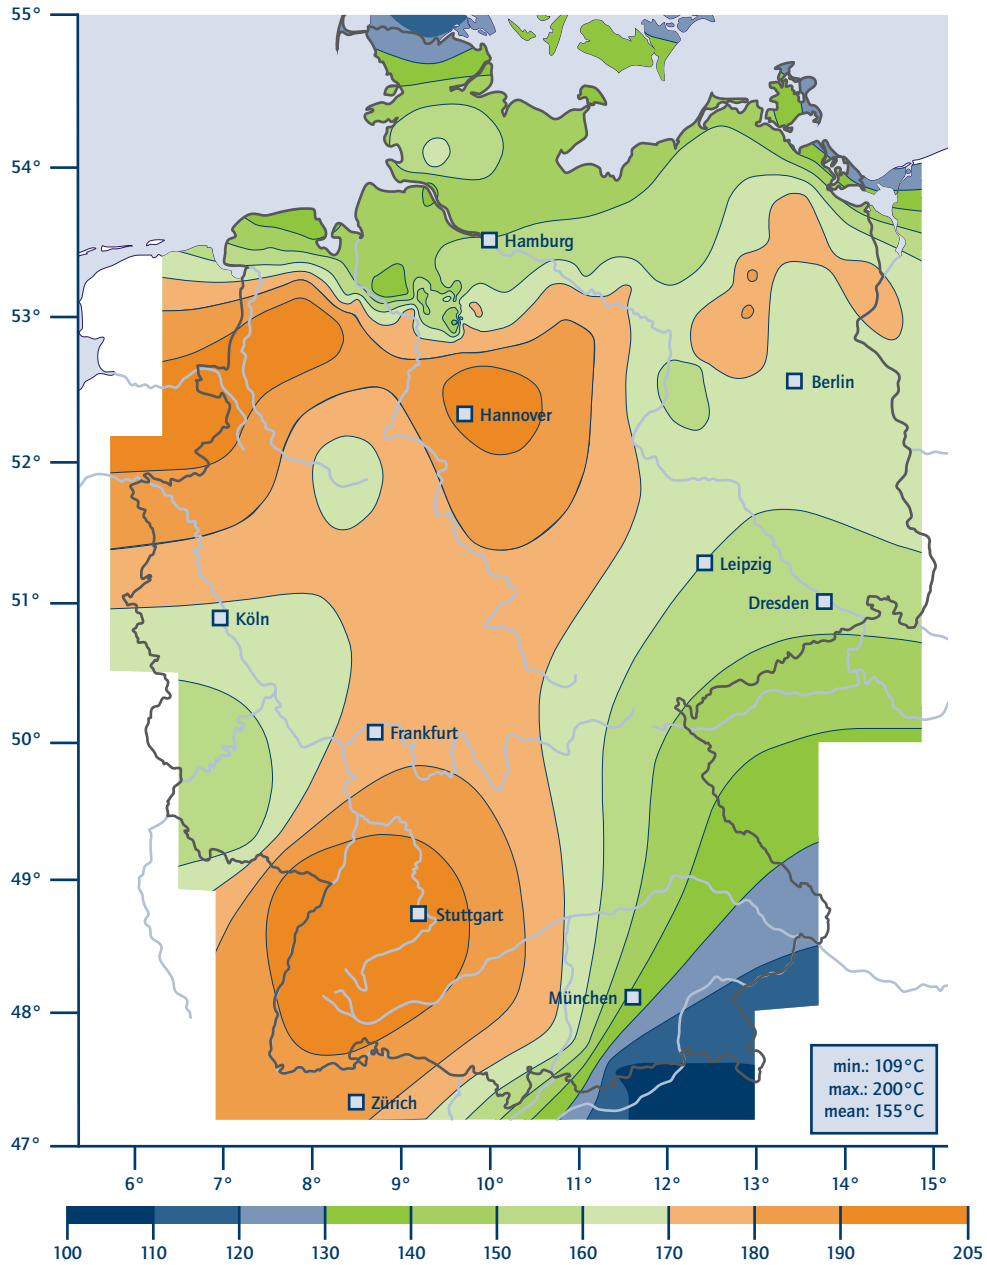 55°
54°
Hamburg
53°
Berlin
Hannover
52°
Leipzig
51°
Dresden
Köln
50°
Frankfurt
49°
Stuttgart
München
48°
min.: 109°C
max.: 200°C
mean: 155°C
Zürich
47°
6° 7° 8° 9° 10° 11° 12° 13° 14° 15°
100 110 120 130 140 150 160 170 180 190 205